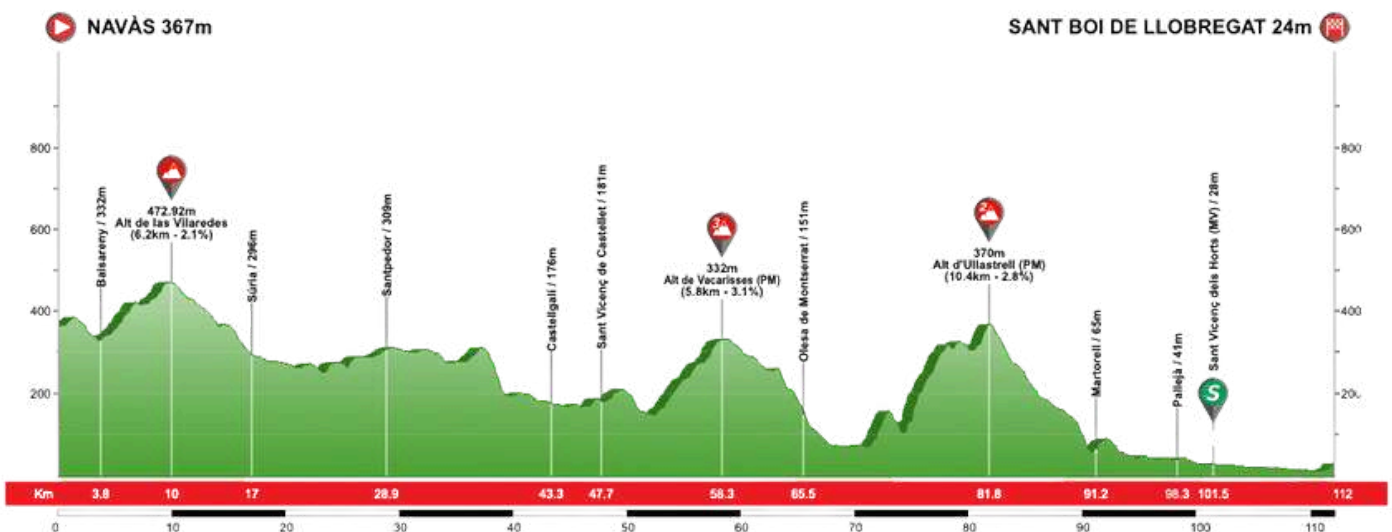 NAVÀS 367m
SANT BOI DE LLOBREGAT 24m
800
600
400
200
800
600
400
20
Balsareny / 332m
472.92m
Alt de las Vilaredes
(6.2km - 2.1%)
Súria / 296m
Santpedor / 309m
Castellgalí / 176m
Sant Vicenç de Castellet / 181m
3ª
332m
Alt de Vacarisses (PM)
(5.8km - 3.1%)
Olesa de Montserrat / 151m
2ª
370m
Alt d'Ullastrell (PM)
(10.4km - 2.8%)
Martorell / 65m
Pallejà / 41m
Sant Vicenç dels Horts (MV) / 28m
S
Km 3.8 10 17 28.9 43.3 47.7 58.3 65.5 81.8 91.2 98.3 101.5 112
0 10 20 30 40 50 60 70 80 90 100 110